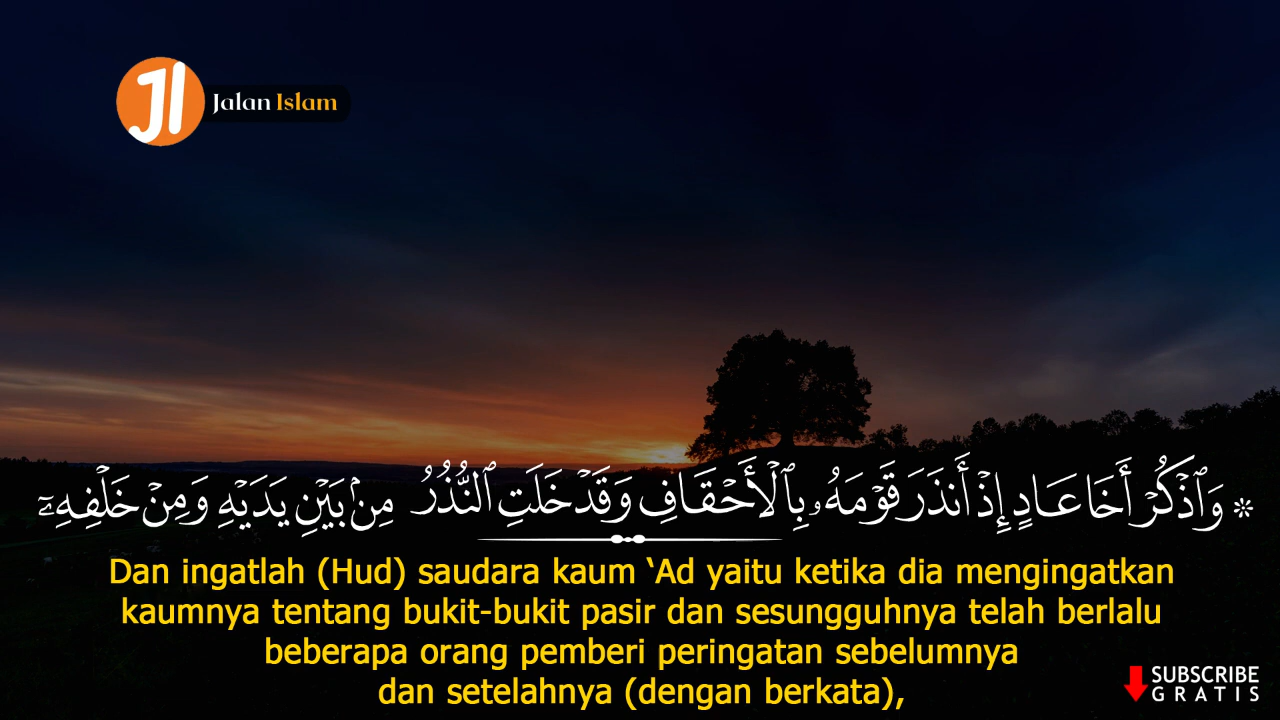 JI Jalan Islam
* وَٱذۡكُرۡ أَخَا عَادٍ إِذۡ أَنذَرَ قَوۡمَهُۥ بِٱلۡأَحۡقَافِ وَقَدۡ خَلَتِ ٱلنُّذُرُ مِنۢ بَيۡنِ يَدَيۡهِ وَمِنۡ خَلۡفِهِۦٓ
Dan ingatlah (Hud) saudara kaum ‘Ad yaitu ketika dia mengingatkan
kaumnya tentang bukit-bukit pasir dan sesungguhnya telah berlalu
beberapa orang pemberi peringatan sebelumnya
dan setelahnya (dengan berkata),
SUBSCRIBE
GRATIS